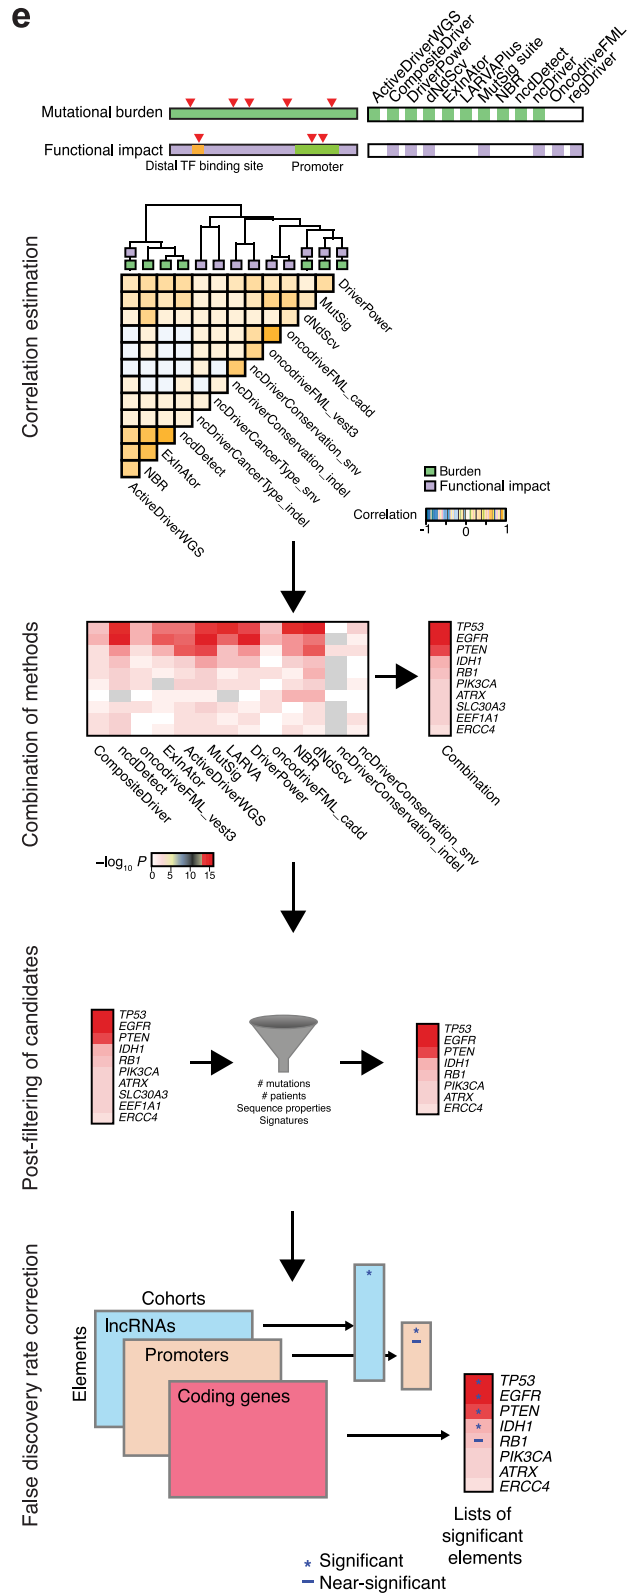 e
ActiveDriverWGS
CompositeDriver
DriverPower
dNdScv
ExInAtor
LARVAPlus
MutSig suite
NBR
ncdDetect
ncDriver
OncodriveFML
regDriver
Mutational burden
Functional impact
Distal TF binding site
Promoter
Correlation estimation
DriverPower
MutSig
dNdScv
oncodriveFML_cadd
oncodriveFML_vest3
ncDriverConservation_snv
ncDriverConservation_indel
ncDriverCancerType_snv
ncDriverCancerType_indel
ncdDetect
ExInAtor
NBR
ActiveDriverWGS
Burden
Functional impact
Correlation
-1 0 1
Combination of methods
TP53
EGFR
PTEN
IDH1
RB1
PIK3CA
ATRX
SLC30A3
EEF1A1
ERCC4
Combination
CompositeDriver
ncdDetect
oncodriveFML_vest3
ExInAtor
ActiveDriverWGS
MutSig
LARVA
DriverPower
oncodriveFML_cadd
NBR
dNdScv
ncDriverConservation_indel
ncDriverConservation_snv
−log10 P
0 5 10 15
Post-filtering of candidates
TP53
EGFR
PTEN
IDH1
RB1
PIK3CA
ATRX
SLC30A3
EEF1A1
ERCC4
# mutations
# patients
Sequence properties
Signatures
TP53
EGFR
PTEN
IDH1
RB1
PIK3CA
ATRX
ERCC4
False discovery rate correction
Cohorts
Elements
lncRNAs
Promoters
Coding genes
*
*
–
* TP53
* EGFR
* PTEN
* IDH1
– RB1
PIK3CA
ATRX
ERCC4
Lists of
significant
elements
* Significant
– Near-significant